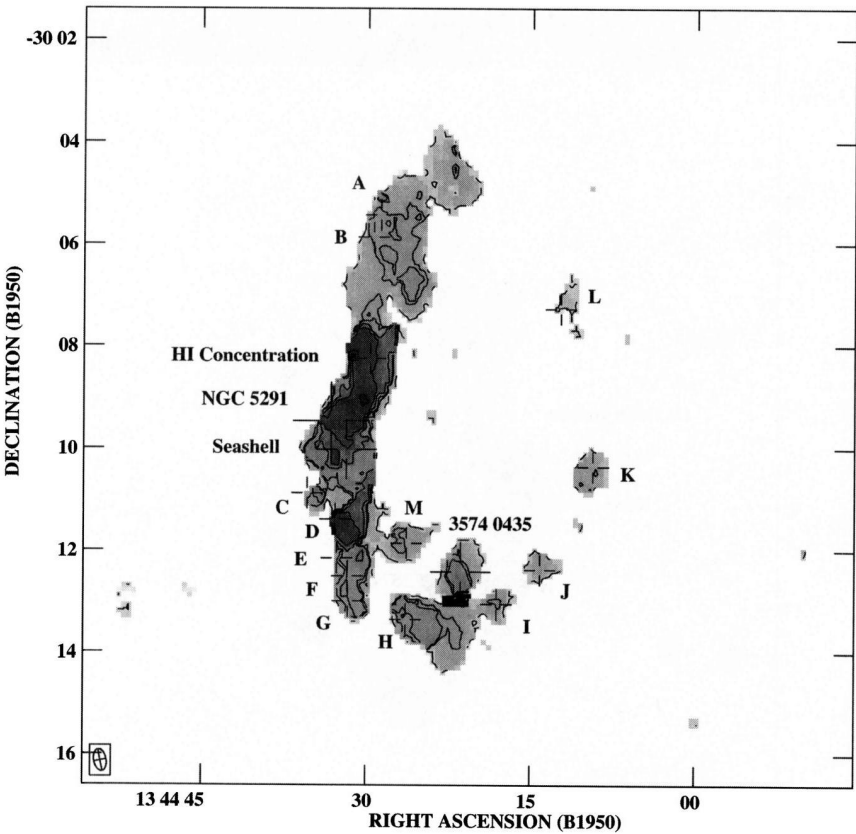 -30 02
04
A
B
06
L
08
HI Concentration
NGC 5291
Seashell
10
K
C
D
M
3574 0435
12
E
F
J
G
I
H
14
16
13 44 45
30
15
00
DECLINATION (B1950)
RIGHT ASCENSION (B1950)